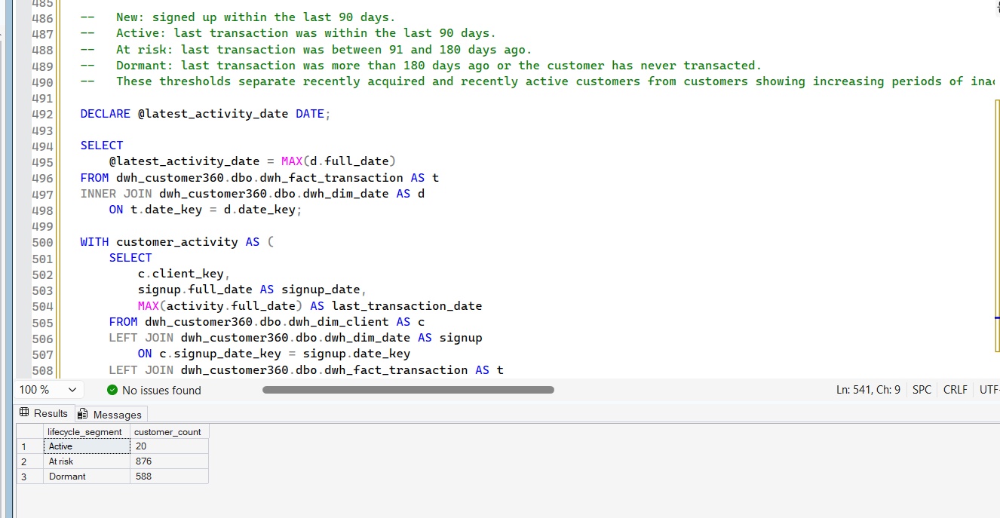 485
486 -- New: signed up within the last 90 days.
487 -- Active: last transaction was within the last 90 days.
488 -- At risk: last transaction was between 91 and 180 days ago.
489 -- Dormant: last transaction was more than 180 days ago or the customer has never transacted.
490 -- These thresholds separate recently acquired and recently active customers from customers showing increasing periods of inac
491
492 DECLARE @latest_activity_date DATE;
493
494 SELECT
495 @latest_activity_date = MAX(d.full_date)
496 FROM dwh_customer360.dbo.dwh_fact_transaction AS t
497 INNER JOIN dwh_customer360.dbo.dwh_dim_date AS d
498 ON t.date_key = d.date_key;
499
500 WITH customer_activity AS (
501 SELECT
502 c.client_key,
503 signup.full_date AS signup_date,
504 MAX(activity.full_date) AS last_transaction_date
505 FROM dwh_customer360.dbo.dwh_dim_client AS c
506 LEFT JOIN dwh_customer360.dbo.dwh_dim_date AS signup
507 ON c.signup_date_key = signup.date_key
508 LEFT JOIN dwh_customer360.dbo.dwh_fact_transaction AS t
100 % No issues found Ln: 541, Ch: 9 SPC CRLF UTF-
Results Messages
lifecycle_segment customer_count
1 Active 20
2 At risk 876
3 Dormant 588